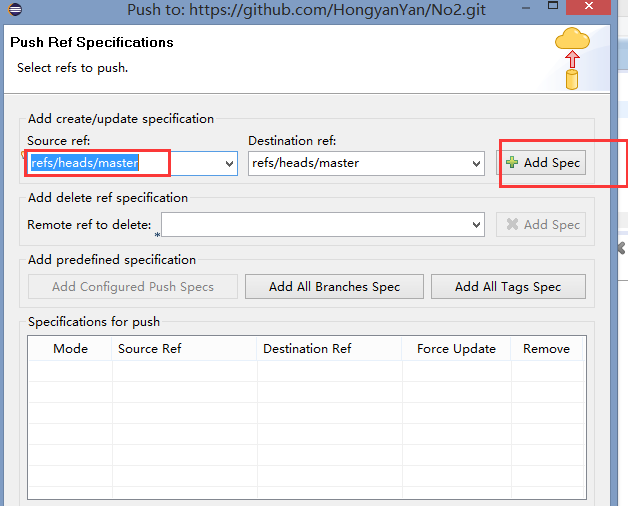 Push to: https://github.com/HongyanYan/No2.git
Push Ref Specifications
Select refs to push.
Add create/update specification
Source ref: Destination ref:
refs/heads/master refs/heads/master Add Spec
Add delete ref specification
Remote ref to delete: * Add Spec
Add predefined specification
Add Configured Push Specs Add All Branches Spec Add All Tags Spec
Specifications for push
Mode Source Ref Destination Ref Force Update Remove